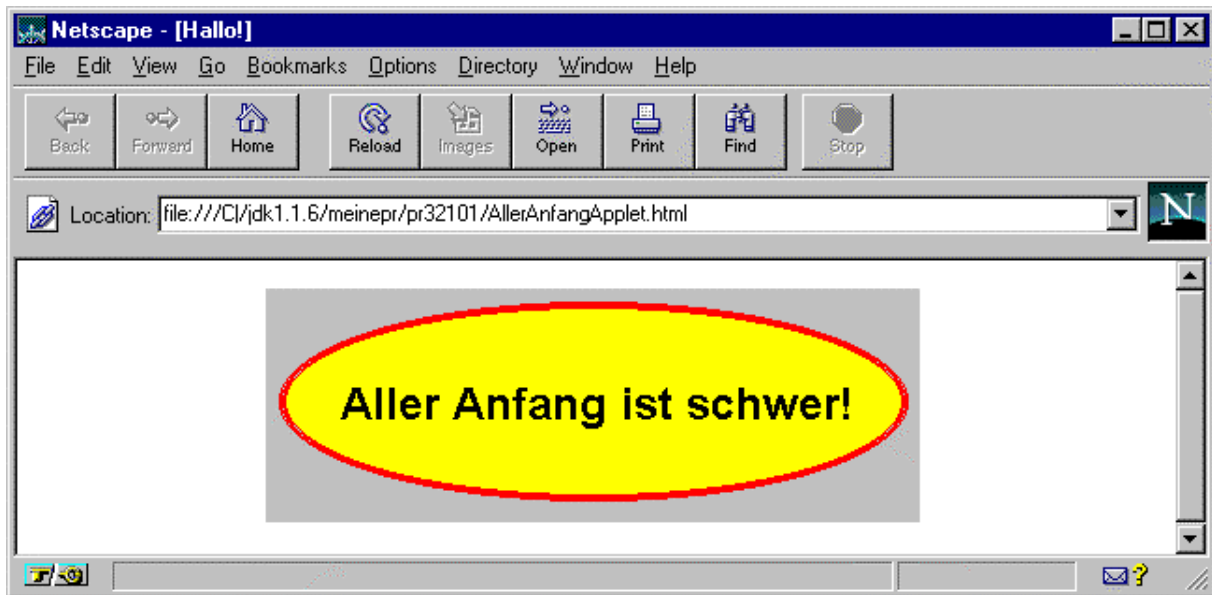 Netscape - [Hallo!]
File Edit View Go Bookmarks Options Directory Window Help
Back Forward Home Reload Images Open Print Find Stop
Location: file:///C|/jdk1.1.6/meinepr/pr32101/AllerAnfangApplet.html
N
Aller Anfang ist schwer!
?